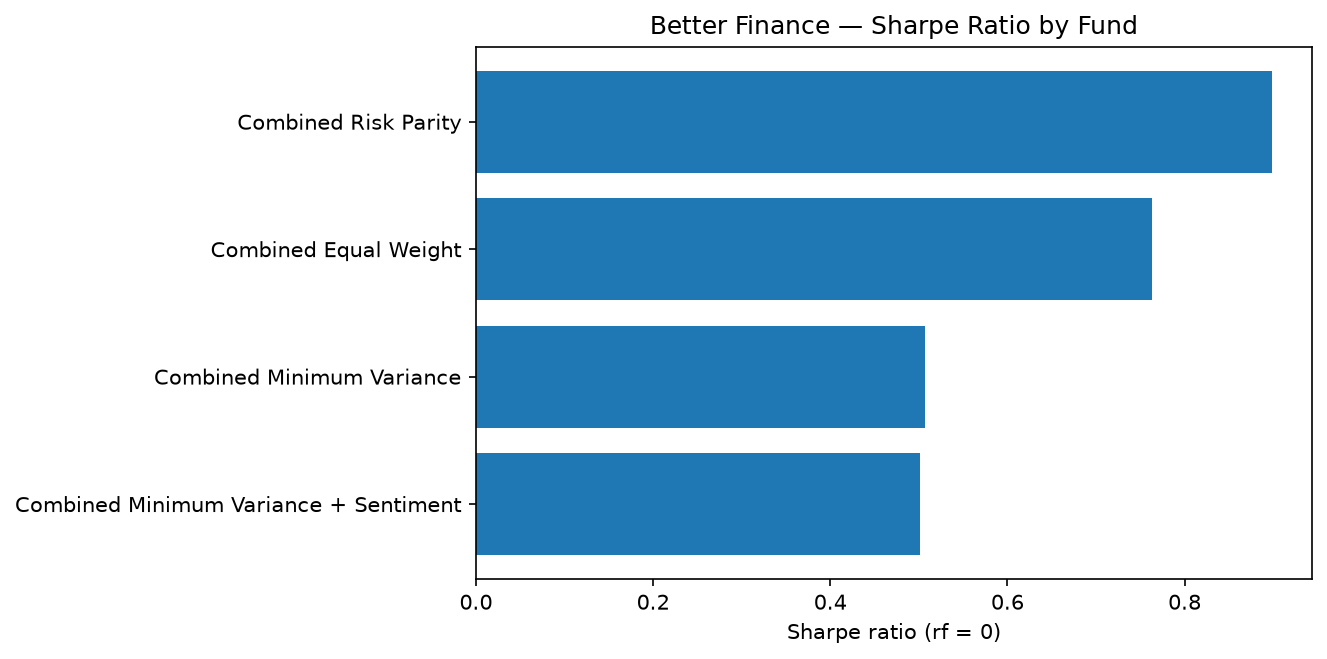 Better Finance — Sharpe Ratio by Fund
Combined Risk Parity
Combined Equal Weight
Combined Minimum Variance
Combined Minimum Variance + Sentiment
0.0 0.2 0.4 0.6 0.8
Sharpe ratio (rf = 0)